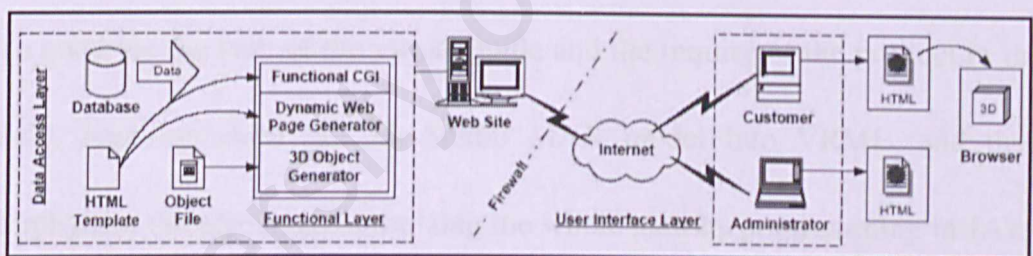 Data Access Layer
Data
Database
HTML
Template
Object
File
Functional CGI
Dynamic Web
Page Generator
3D Object
Generator
Functional Layer
Web Site
Firewall
Internet
User Interface Layer
Customer
Administrator
HTML
HTML
3D
Browser